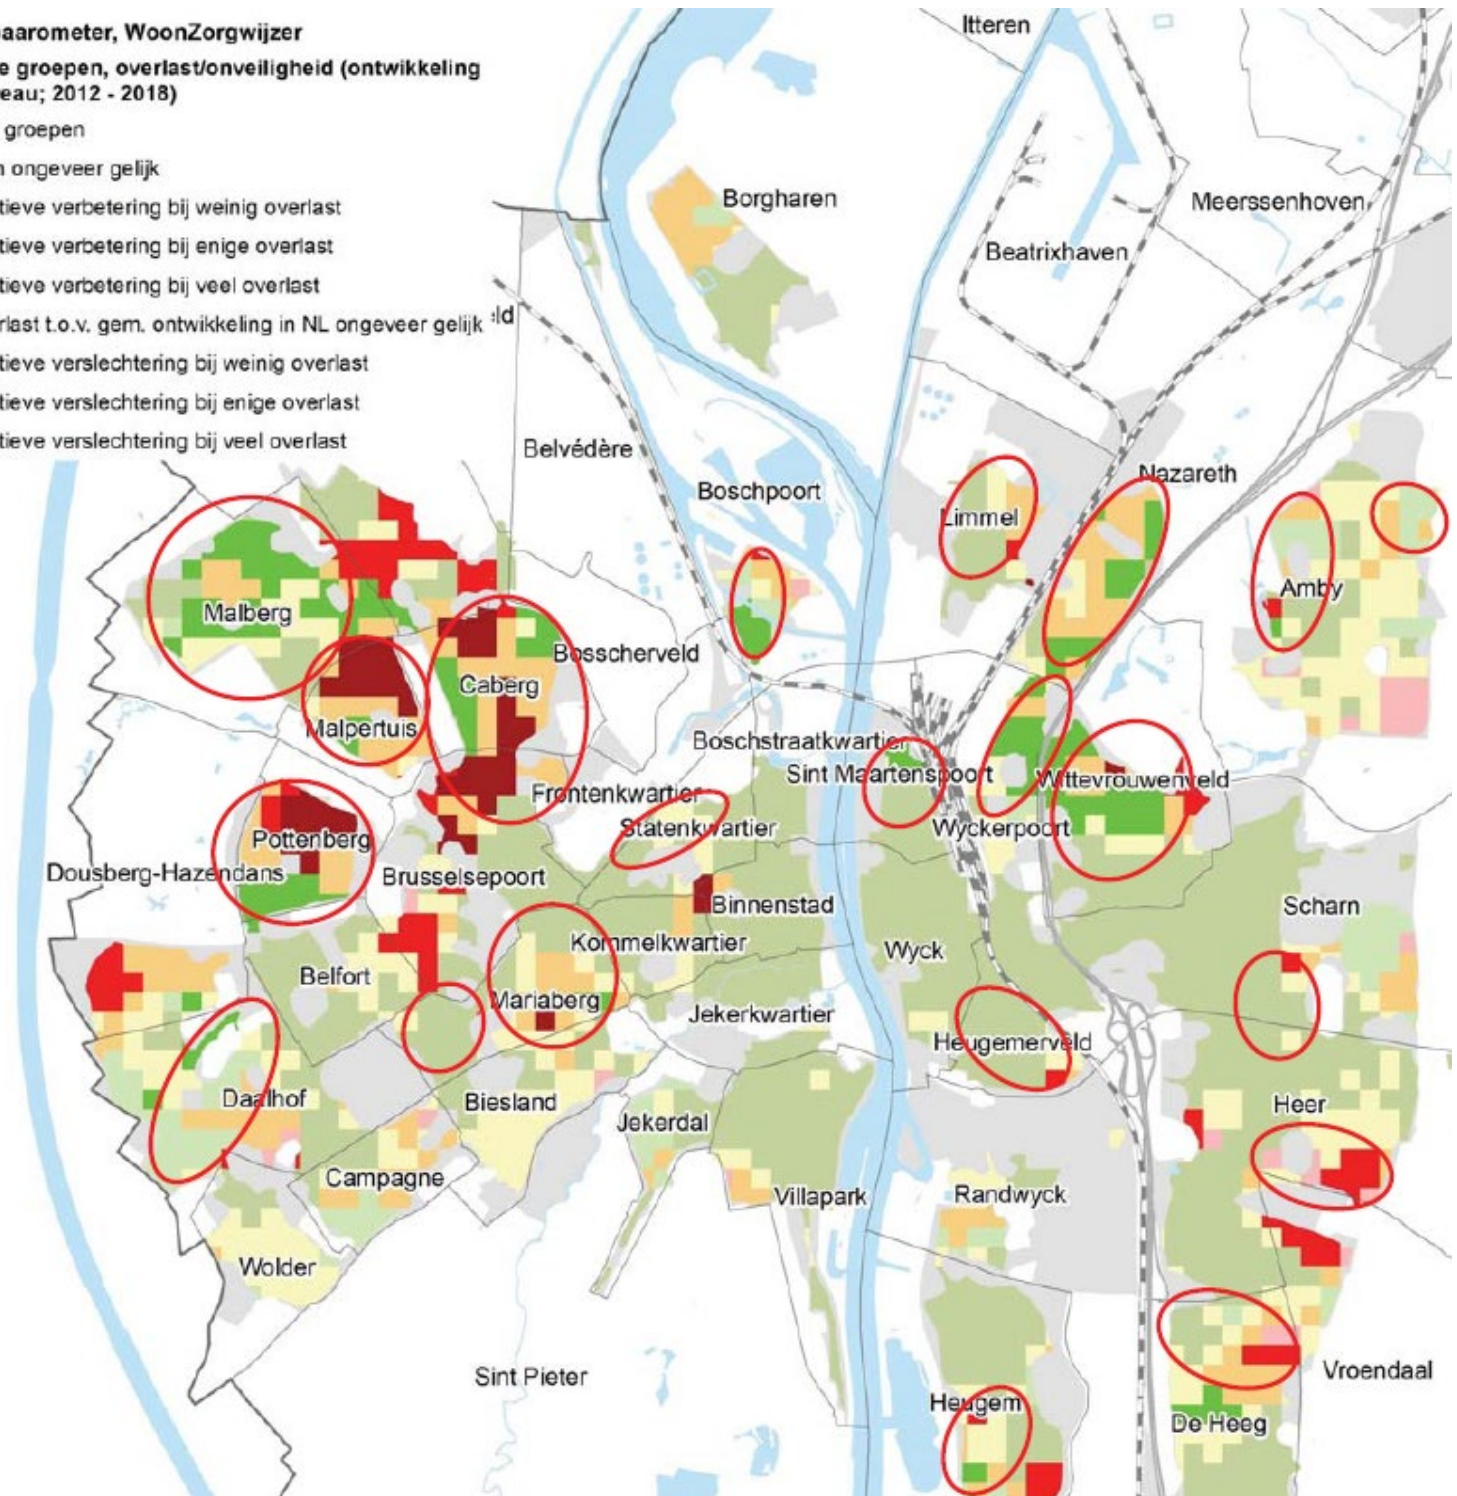 aarometer, WoonZorgwijzer
e groepen, overlast/onveiligheid (ontwikkeling
eau; 2012 - 2018)
groepen
n ongeveer gelijk
tieve verbetering bij weinig overlast
tieve verbetering bij enige overlast
tieve verbetering bij veel overlast
rlast t.o.v. gem. ontwikkeling in NL ongeveer gelijk
tieve verslechtering bij weinig overlast
tieve verslechtering bij enige overlast
tieve verslechtering bij veel overlast
Itteren
Borgharen
Meerssenhoven
Beatrixhaven
ld
Belvédère
Boschpoort
Nazareth
Limmel
Amby
Malberg
Bosscherveld
Caberg
Malpertuis
Boschstraatkwartier
Sint Maartenspoort
Wittevrouwenveld
Frontenkwartier
Statenkwartier
Wyckerpoort
Pottenberg
Dousberg-Hazendans
Brusselsepoort
Binnenstad
Scharn
Kommelkwartier
Wyck
Belfort
Mariaberg
Jekerkwartier
Heugemerveld
Daalhof
Biesland
Heer
Jekerdal
Campagne
Villapark
Randwyck
Wolder
Sint Pieter
Vroendaal
Heugem
De Heeg